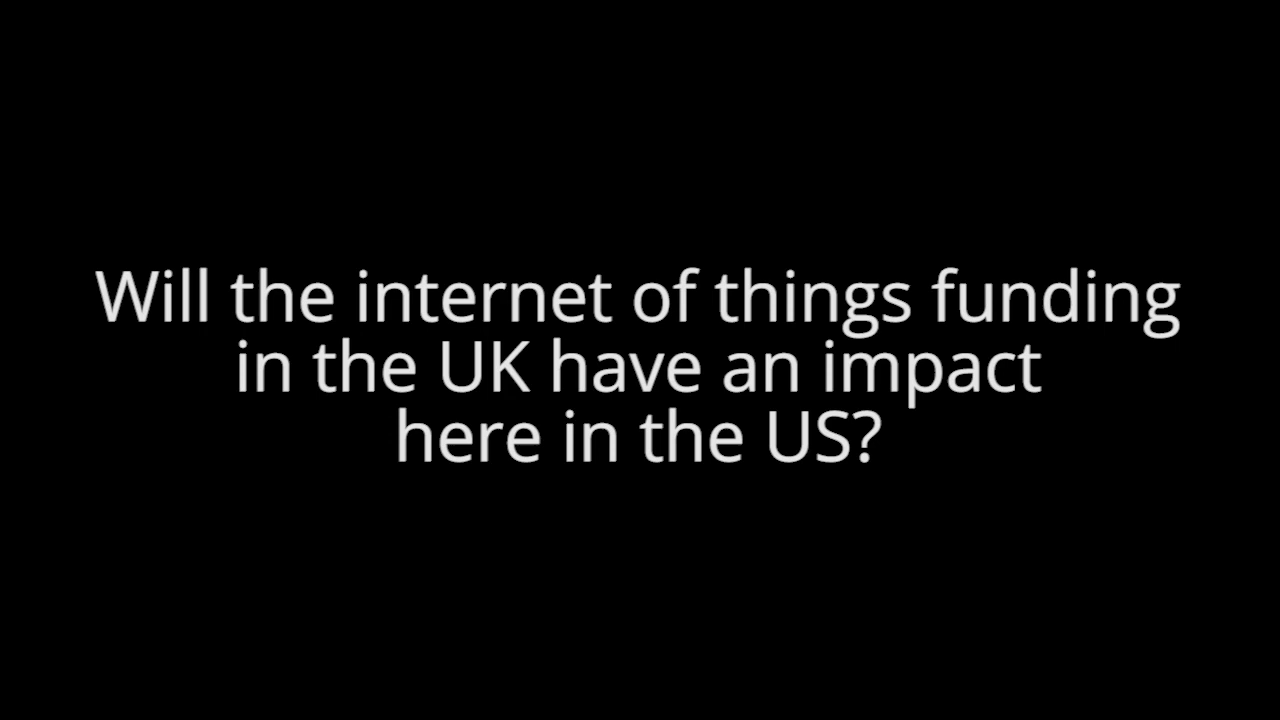 Will the internet of things funding
in the UK have an impact
here in the US?